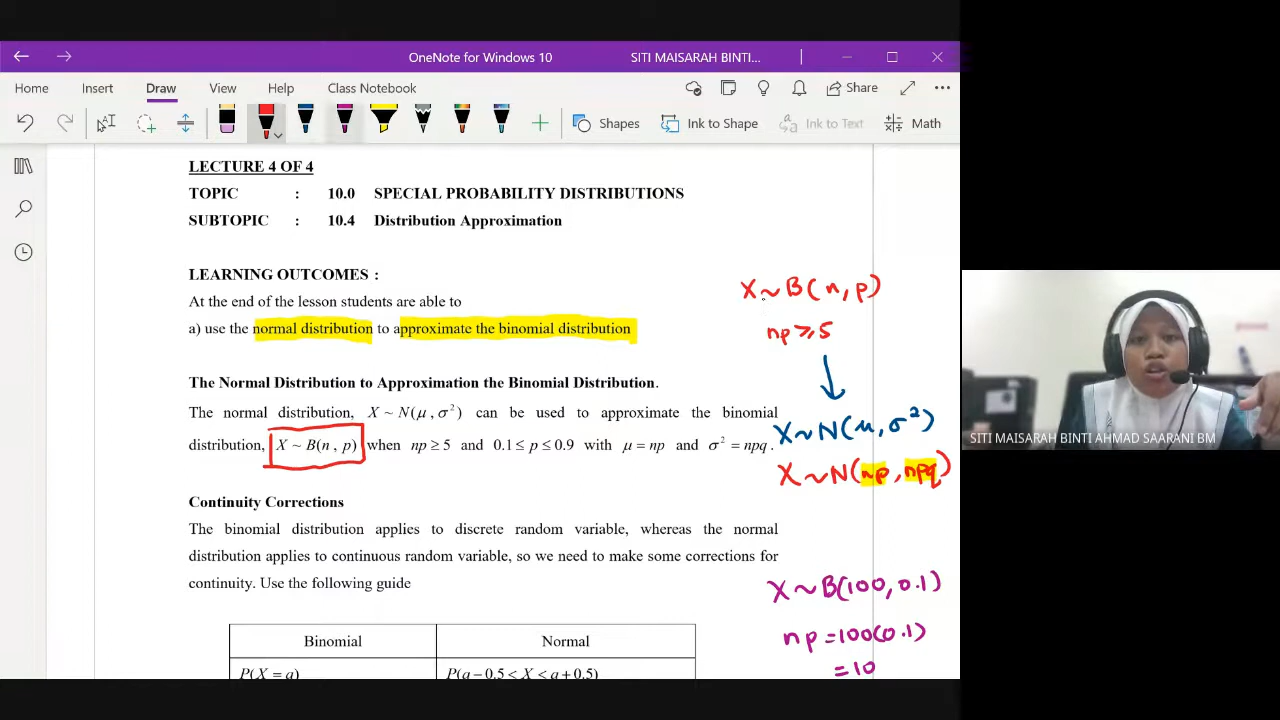 OneNote for Windows 10
SITI MAISARAH BINTI...
Home
Insert
Draw
View
Help
Class Notebook
Share
Shapes
Ink to Shape
Ink to Text
Math
LECTURE 4 OF 4
TOPIC : 10.0 SPECIAL PROBABILITY DISTRIBUTIONS
SUBTOPIC : 10.4 Distribution Approximation
LEARNING OUTCOMES :
At the end of the lesson students are able to
a) use the normal distribution to approximate the binomial distribution
The Normal Distribution to Approximation the Binomial Distribution.
The normal distribution, X ~ N(μ, σ²) can be used to approximate the binomial
distribution, X ~ B(n, p) when np ≥ 5 and 0.1 ≤ p ≤ 0.9 with μ = np and σ² = npq.
Continuity Corrections
The binomial distribution applies to discrete random variable, whereas the normal
distribution applies to continuous random variable, so we need to make some corrections for
continuity. Use the following guide
Binomial
Normal
P(X = a)
P(a − 0.5 < X < a + 0.5)
X ~ B(n, p)
np ≥ 5
X ~ N(μ, σ²)
X ~ N(np, npq)
X ~ B(100, 0.1)
np = 100(0.1)
= 10
SITI MAISARAH BINTI AHMAD SAARANI BM